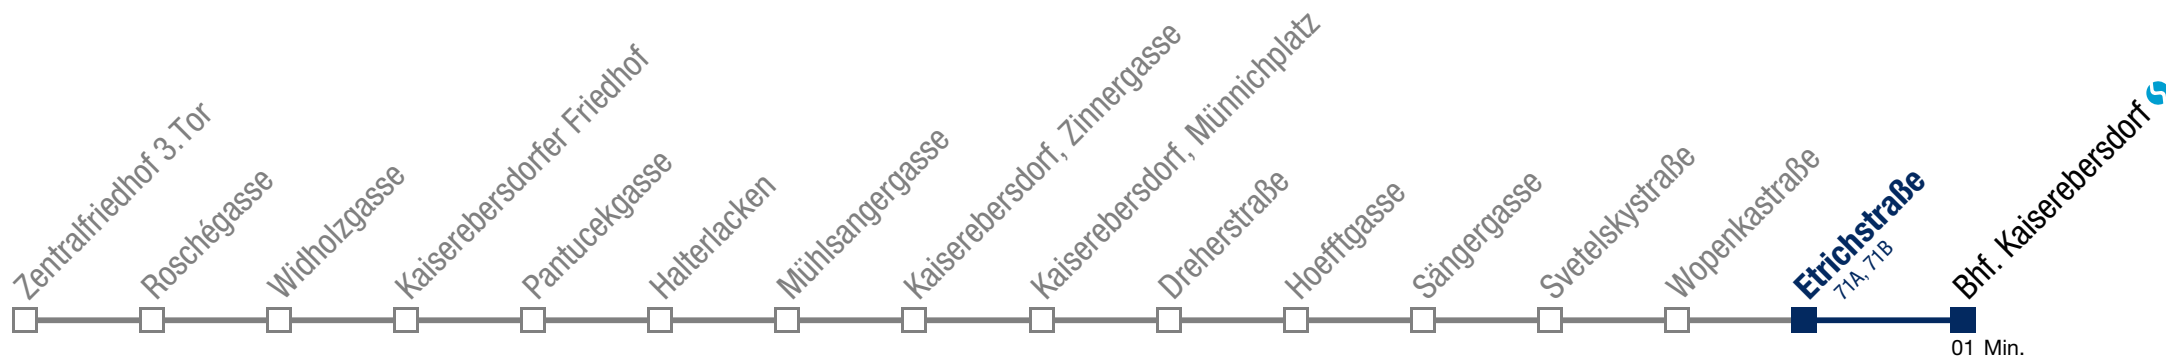 Zentralfriedhof 3.Tor
Roschégasse
Widholzgasse
Kaiserebersdorfer Friedhof
Pantucekgasse
Halterlacken
Mühlsangergasse
Kaiserebersdorf, Zinnergasse
Kaiserebersdorf, Münnichplatz
Dreherstraße
Hoefftgasse
Sängergasse
Svetelskystraße
Wopenkastraße
Etrichstraße
71A, 71B
Bhf. Kaiserebersdorf
01 Min.